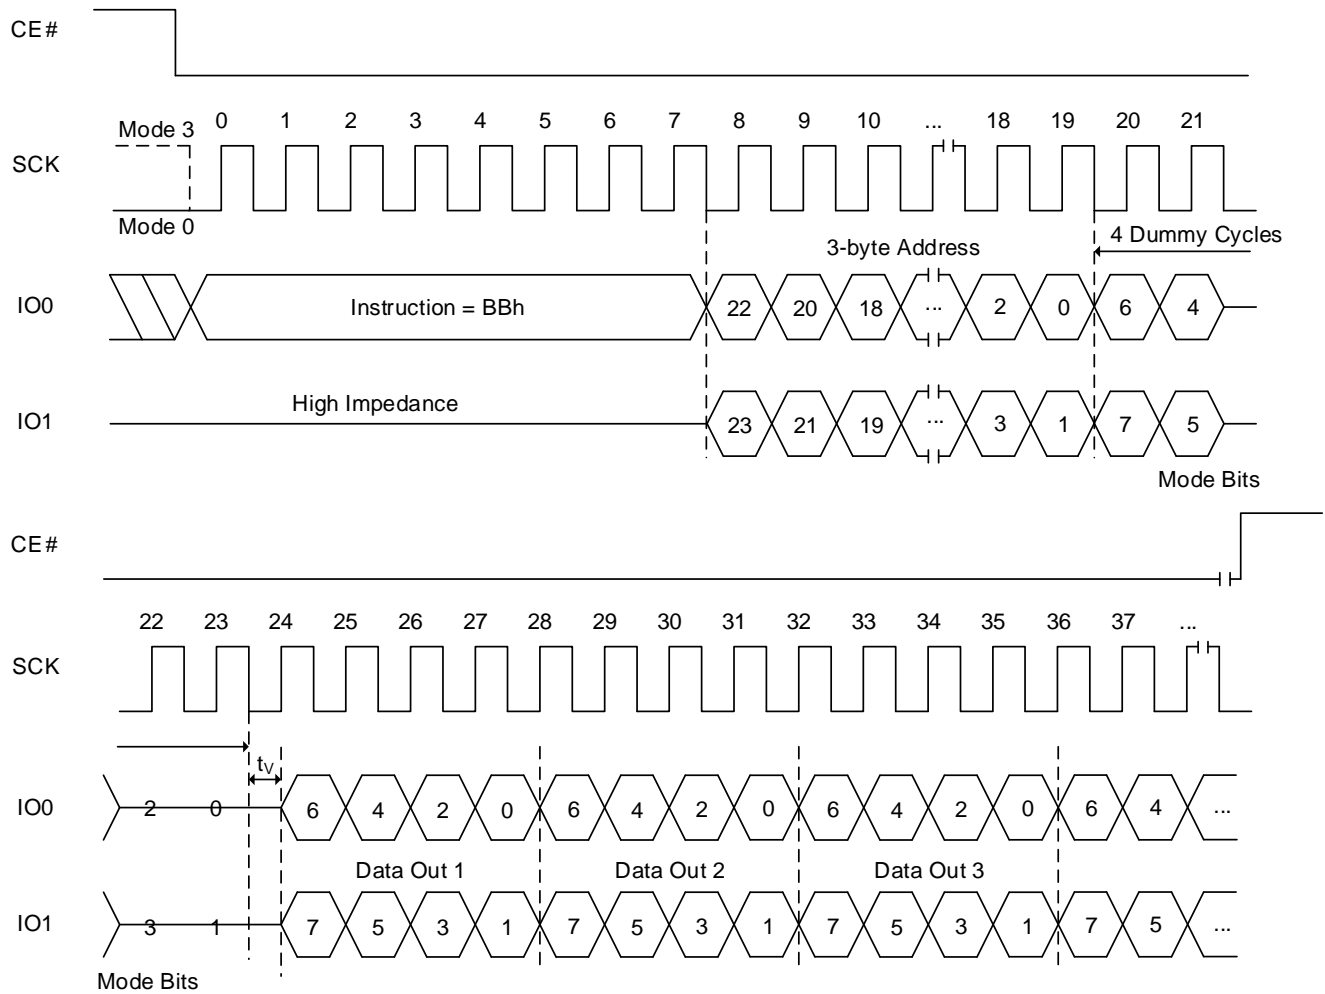 CE#
Mode 3 0 1 2 3 4 5 6 7 8 9 10 ... 18 19 20 21
SCK
Mode 0
3-byte Address 4 Dummy Cycles
IO0 Instruction = BBh 22 20 18 ... 2 0 6 4
High Impedance
IO1 23 21 19 ... 3 1 7 5
Mode Bits
CE#
22 23 24 25 26 27 28 29 30 31 32 33 34 35 36 37 ...
SCK
tV
IO0 2 0 6 4 2 0 6 4 2 0 6 4 2 0 6 4 ...
Data Out 1 Data Out 2 Data Out 3
IO1 3 1 7 5 3 1 7 5 3 1 7 5 3 1 7 5 ...
Mode Bits